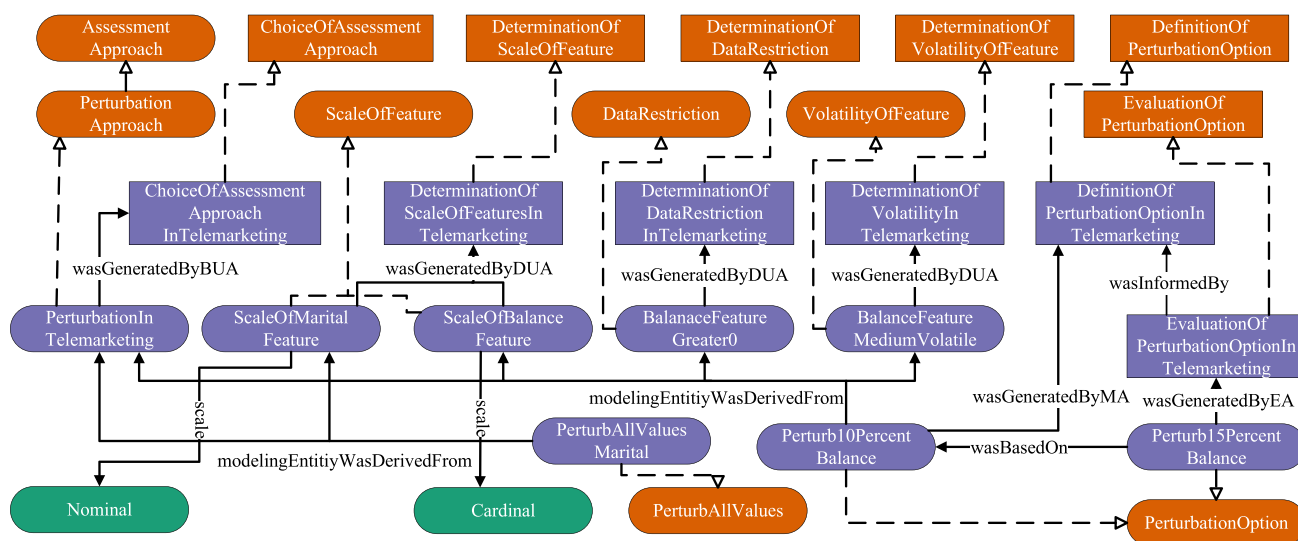 Assessment
Approach
ChoiceOfAssessment
Approach
DeterminationOf
ScaleOfFeature
DeterminationOf
DataRestriction
DeterminationOf
VolatilityOfFeature
DefinitionOf
PerturbationOption
Perturbation
Approach
ScaleOfFeature
DataRestriction
VolatilityOfFeature
EvaluationOf
PerturbationOption
ChoiceOfAssessment
Approach
InTelemarketing
DeterminationOf
ScaleOfFeaturesIn
Telemarketing
DeterminationOf
DataRestriction
InTelemarketing
DeterminationOf
VolatilityIn
Telemarketing
DefinitionOf
PerturbationOptionIn
Telemarketing
wasGeneratedByBUA
wasGeneratedByDUA
wasGeneratedByDUA
wasGeneratedByDUA
wasInformedBy
PerturbationIn
Telemarketing
ScaleOfMarital
Feature
ScaleOfBalance
Feature
BalanaceFeature
Greater0
BalanceFeature
MediumVolatile
EvaluationOf
PerturbationOptionIn
Telemarketing
modelingEntitiyWasDerivedFrom
wasGeneratedByMA
wasGeneratedByEA
scale
scale
PerturbAllValues
Marital
Perturb10Percent
Balance
wasBasedOn
Perturb15Percent
Balance
modelingEntitiyWasDerivedFrom
Nominal
Cardinal
PerturbAllValues
PerturbationOption